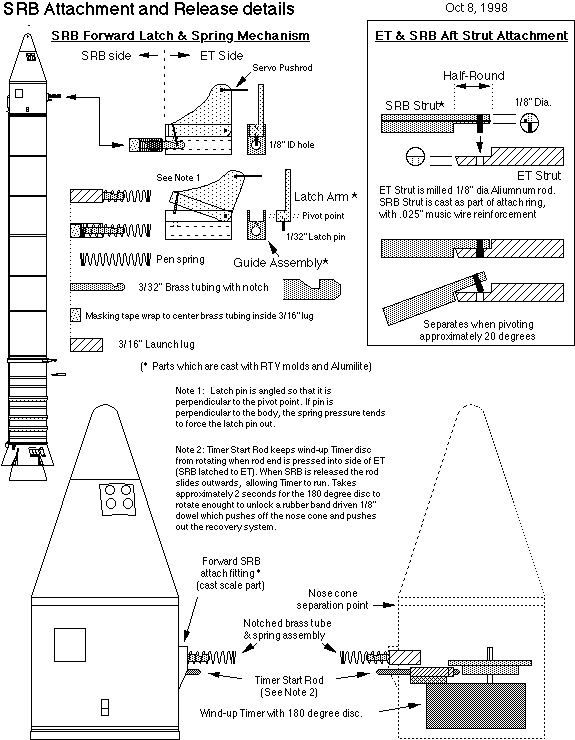 SRB Attachment and Release details
Oct 8, 1998
SRB Forward Latch & Spring Mechanism
SRB side
ET Side
Servo Pushrod
1/8" ID hole
See Note 1
Latch Arm *
Pivot point
1/32" Latch pin
Guide Assembly*
Pen spring
3/32" Brass tubing with notch
Masking tape wrap to center brass tubing inside 3/16" lug
3/16" Launch lug
(* Parts which are cast with RTV molds and Alumilite)
ET & SRB Aft Strut Attachment
Half-Round
SRB Strut*
1/8" Dia.
ET Strut
ET Strut is milled 1/8" dia Aliumnum rod.
SRB Strut is cast as part of attach ring,
with .025" music wire reinforcement
Separates when pivoting
approximately 20 degrees
Note 1: Latch pin is angled so that it is
perpendicular to the pivot point. If pin is
perpendicular to the body, the spring pressure tends
to force the latch pin out.
Note 2: Timer Start Rod keeps wind-up Timer disc
from rotating when rod end is pressed into side of ET
(SRB latched to ET). When SRB is released the rod
slides outwards, allowing Timer to run. Takes
approximately 2 seconds for the 180 degree disc to
rotate enought to unlock a rubber band driven 1/8"
dowel which pushes off the nose cone and pushes
out the recovery system.
Forward SRB
attach fitting *
(cast scale part)
Nose cone
separation point
Notched brass tube
& spring assembly
Timer Start Rod
(See Note 2)
Wind-up Timer with 180 degree disc.